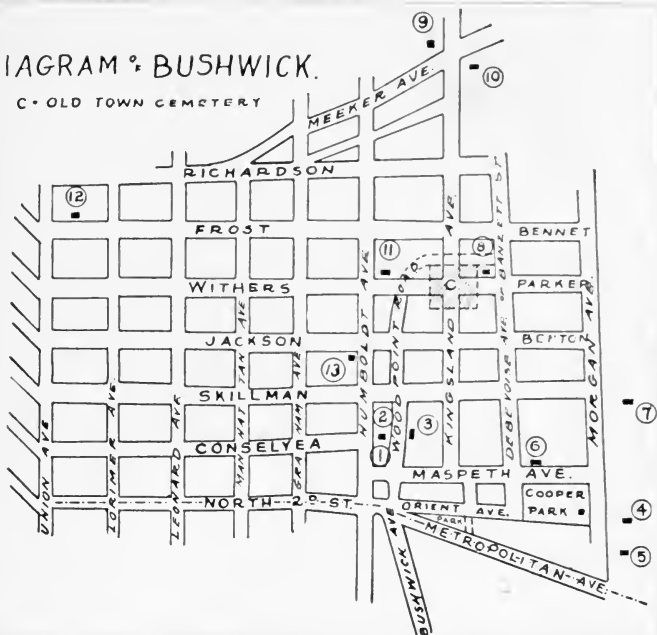 IAGRAM OF BUSHWICK.
C • OLD TOWN CEMETERY
9
10
MEEKER AVE.
RICHARDSON
12
FROST
BENNET
11
8
C
WITHERS
PARKER
JACKSON
BENTON
13
SKILLMAN
7
2
3
1
CONSELYEA
6
MASPETH AVE.
NORTH 2D ST.
ORIENT AVE.
COOPER
PARK
PARK
4
METROPOLITAN-AVE.
5
UNION AVE
LORIMER AVE
LEONARD AVE
MANHATTAN AVE
GRAHAM AVE
HUMBOLDT AVE
WOODPOINT ROAD
KINGSLAND AVE.
DEBEVOISE AVE OR BANZETT ST
MORGAN AVE.
BUSHWICK AVE